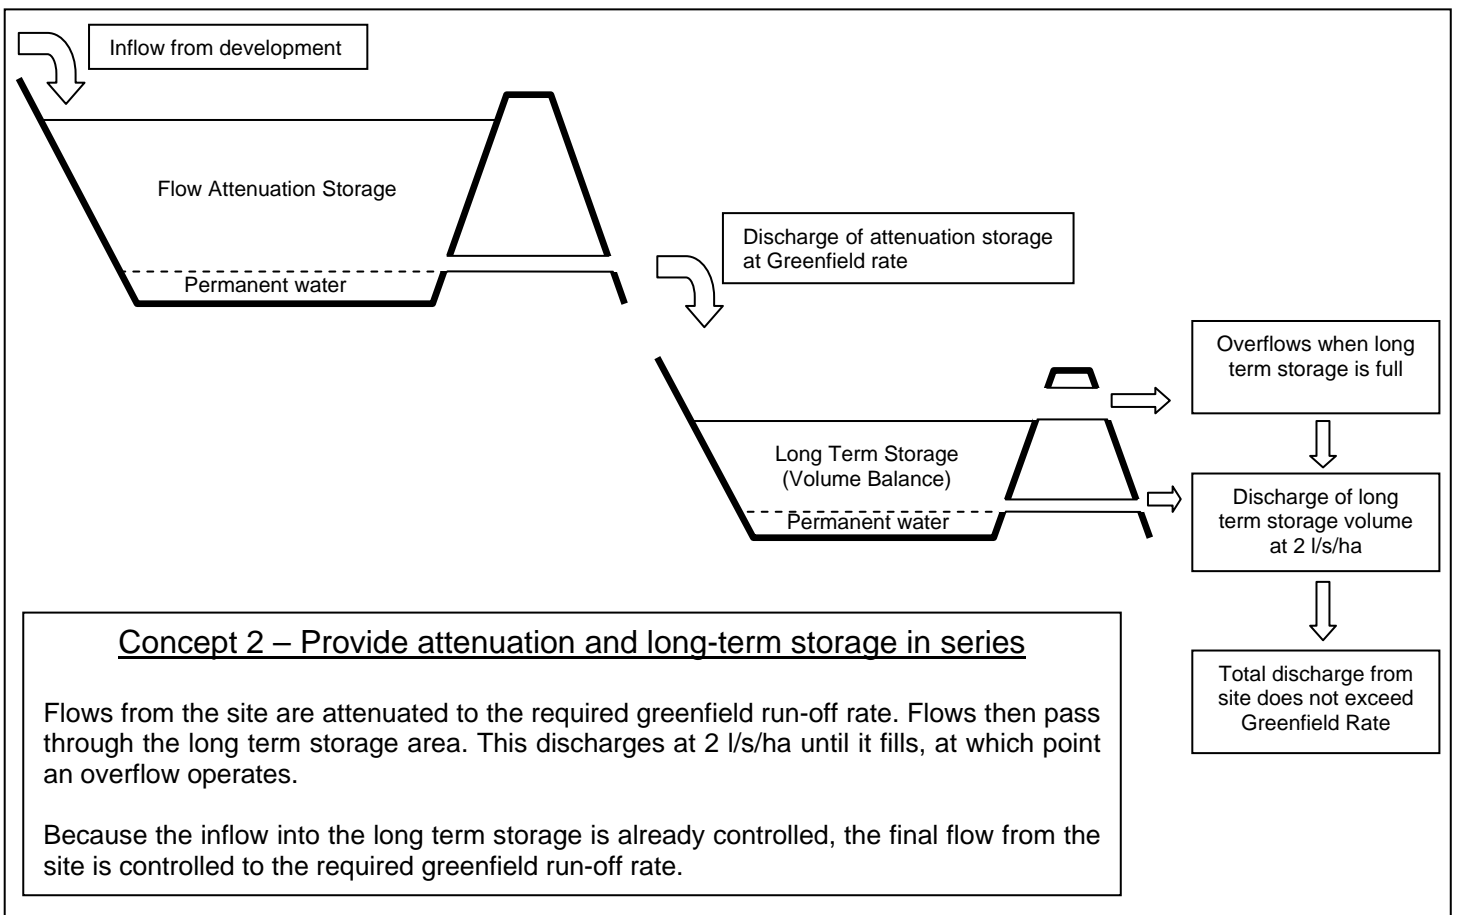 Inflow from development
Flow Attenuation Storage
Permanent water
Discharge of attenuation storage
at Greenfield rate
Overflows when long
term storage is full
Long Term Storage
(Volume Balance)
Permanent water
Discharge of long
term storage volume
at 2 l/s/ha
Total discharge from
site does not exceed
Greenfield Rate
Concept 2 – Provide attenuation and long-term storage in series
Flows from the site are attenuated to the required greenfield run-off rate. Flows then pass
through the long term storage area. This discharges at 2 l/s/ha until it fills, at which point
an overflow operates.
Because the inflow into the long term storage is already controlled, the final flow from the
site is controlled to the required greenfield run-off rate.